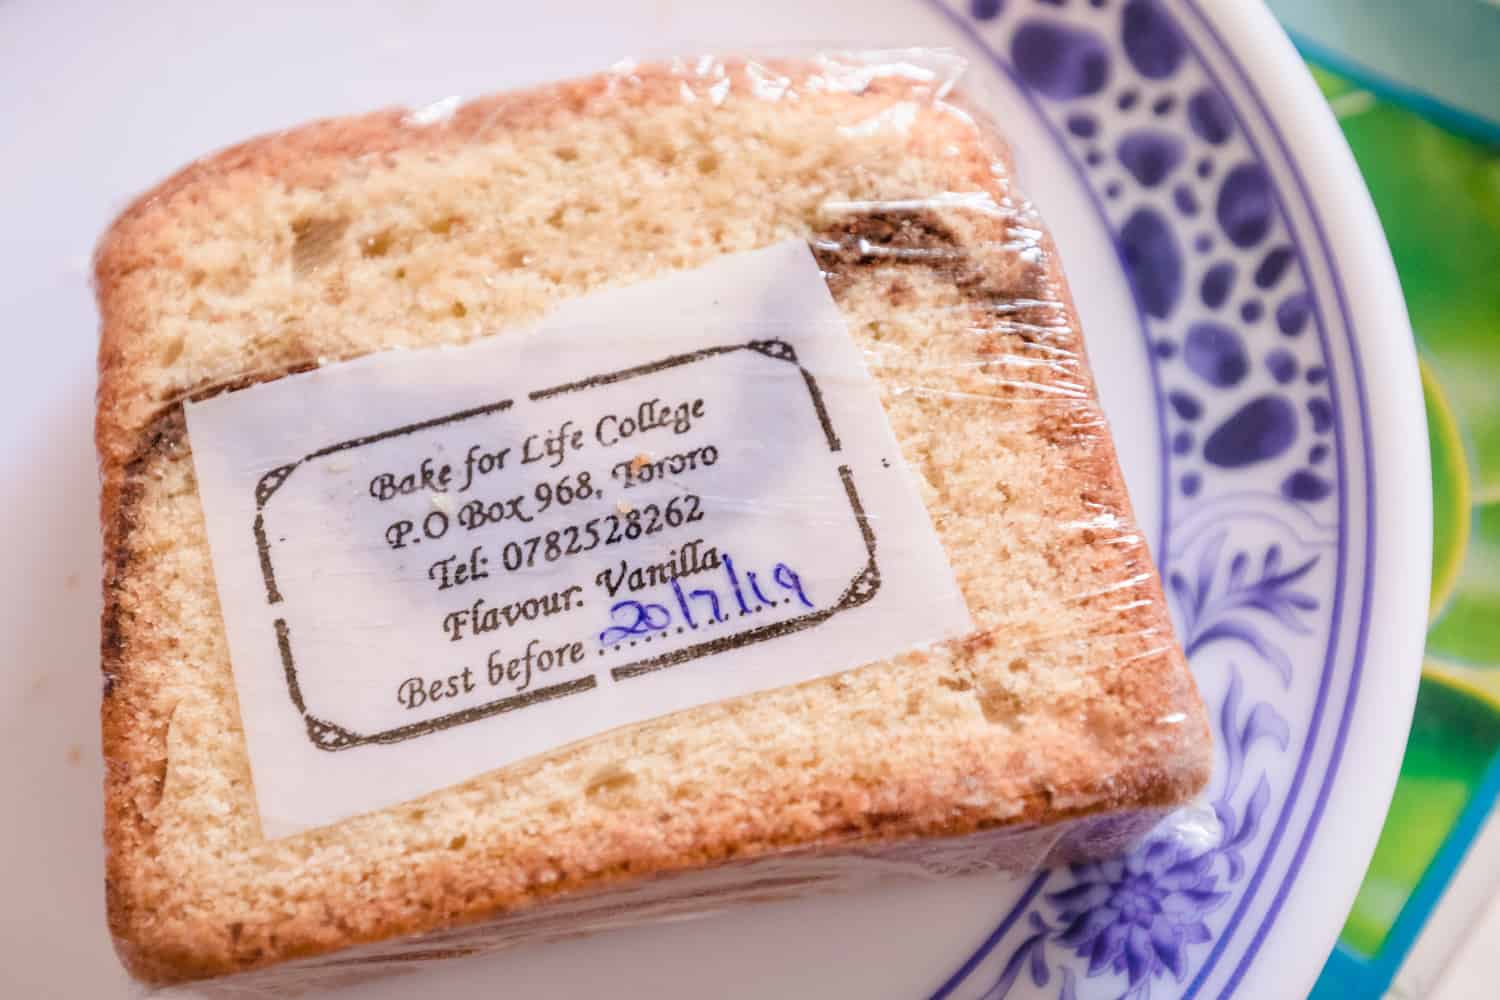 Bake for Life College
P.O Box 968, Tororo
Tel: 0782528262
Flavour: Vanilla
Best before 20/7/19